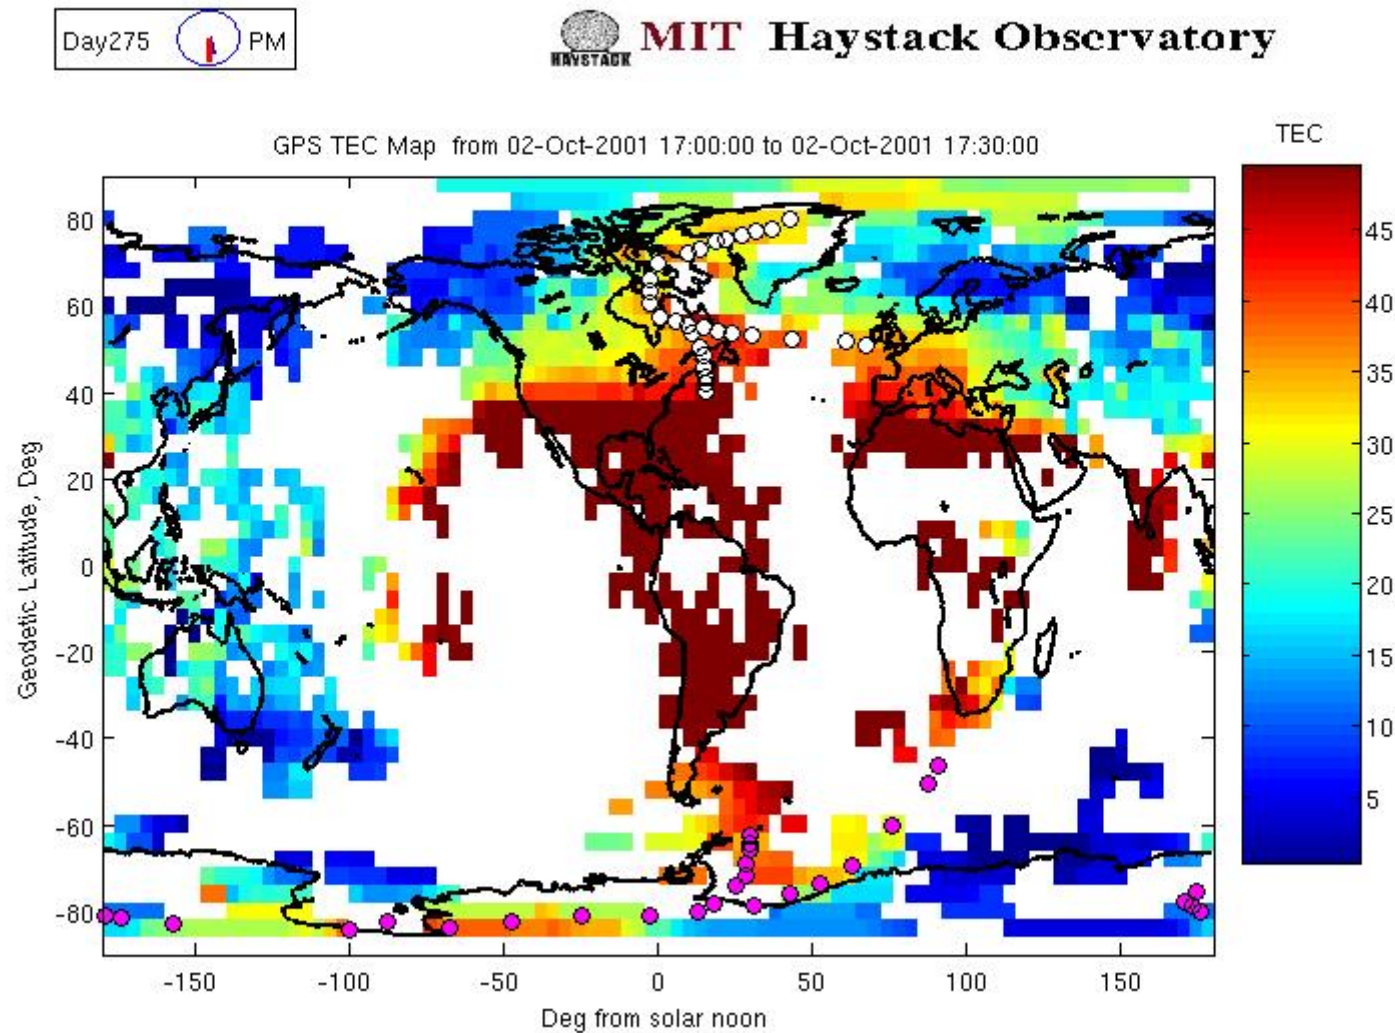 Day275 PM
HAYSTACK
MIT Haystack Observatory
GPS TEC Map from 02-Oct-2001 17:00:00 to 02-Oct-2001 17:30:00
TEC
80
60
40
20
0
-20
-40
-60
-80
Geodetic Latitude, Deg
-150 -100 -50 0 50 100 150
Deg from solar noon
45
40
35
30
25
20
15
10
5